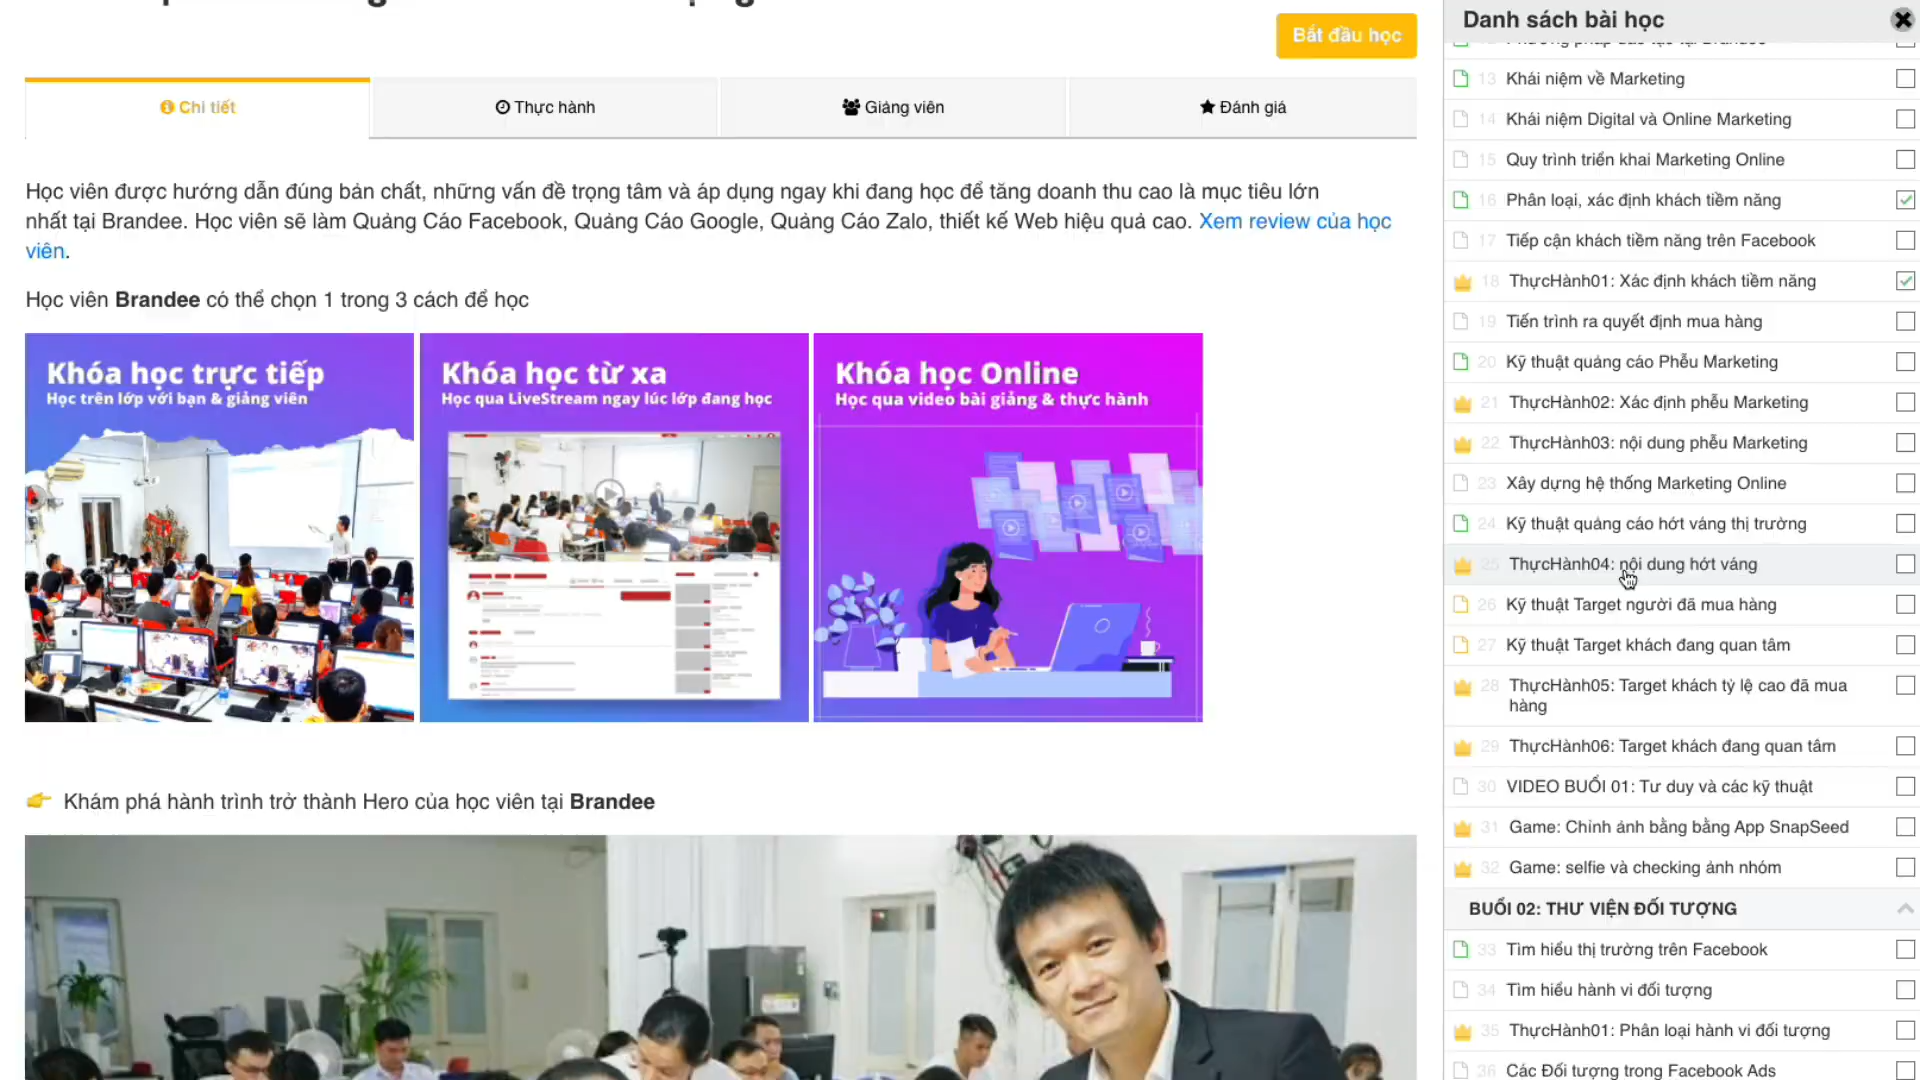 Bắt đầu học
Chi tiết
Thực hành
Giảng viên
Đánh giá
Học viên được hướng dẫn đúng bản chất, những vấn đề trọng tâm và áp dụng ngay khi đang học để tăng doanh thu cao là mục tiêu lớn
nhất tại Brandee. Học viên sẽ làm Quảng Cáo Facebook, Quảng Cáo Google, Quảng Cáo Zalo, thiết kế Web hiệu quả cao. Xem review của học
viên.
Học viên Brandee có thể chọn 1 trong 3 cách để học
Khóa học trực tiếp
Học trên lớp với bạn & giảng viên
Khóa học từ xa
Học qua LiveStream ngay lúc lớp đang học
Khóa học Online
Học qua video bài giảng & thực hành
Khám phá hành trình trở thành Hero của học viên tại Brandee
Danh sách bài học
13 Khái niệm về Marketing
14 Khái niệm Digital và Online Marketing
15 Quy trình triển khai Marketing Online
16 Phân loại, xác định khách tiềm năng
17 Tiếp cận khách tiềm năng trên Facebook
18 ThựcHành01: Xác định khách tiềm năng
19 Tiến trình ra quyết định mua hàng
20 Kỹ thuật quảng cáo Phễu Marketing
21 ThựcHành02: Xác định phễu Marketing
22 ThựcHành03: nội dung phễu Marketing
23 Xây dựng hệ thống Marketing Online
24 Kỹ thuật quảng cáo hớt váng thị trường
25 ThựcHành04: nội dung hớt váng
26 Kỹ thuật Target người đã mua hàng
27 Kỹ thuật Target khách đang quan tâm
28 ThựcHành05: Target khách tỷ lệ cao đã mua
hàng
29 ThựcHành06: Target khách đang quan tâm
30 VIDEO BUỔI 01: Tư duy và các kỹ thuật
31 Game: Chỉnh ảnh bằng bằng App SnapSeed
32 Game: selfie và checking ảnh nhóm
BUỔI 02: THƯ VIỆN ĐỐI TƯỢNG
33 Tìm hiểu thị trường trên Facebook
34 Tìm hiểu hành vi đối tượng
35 ThựcHành01: Phân loại hành vi đối tượng
36 Các Đối tượng trong Facebook Ads